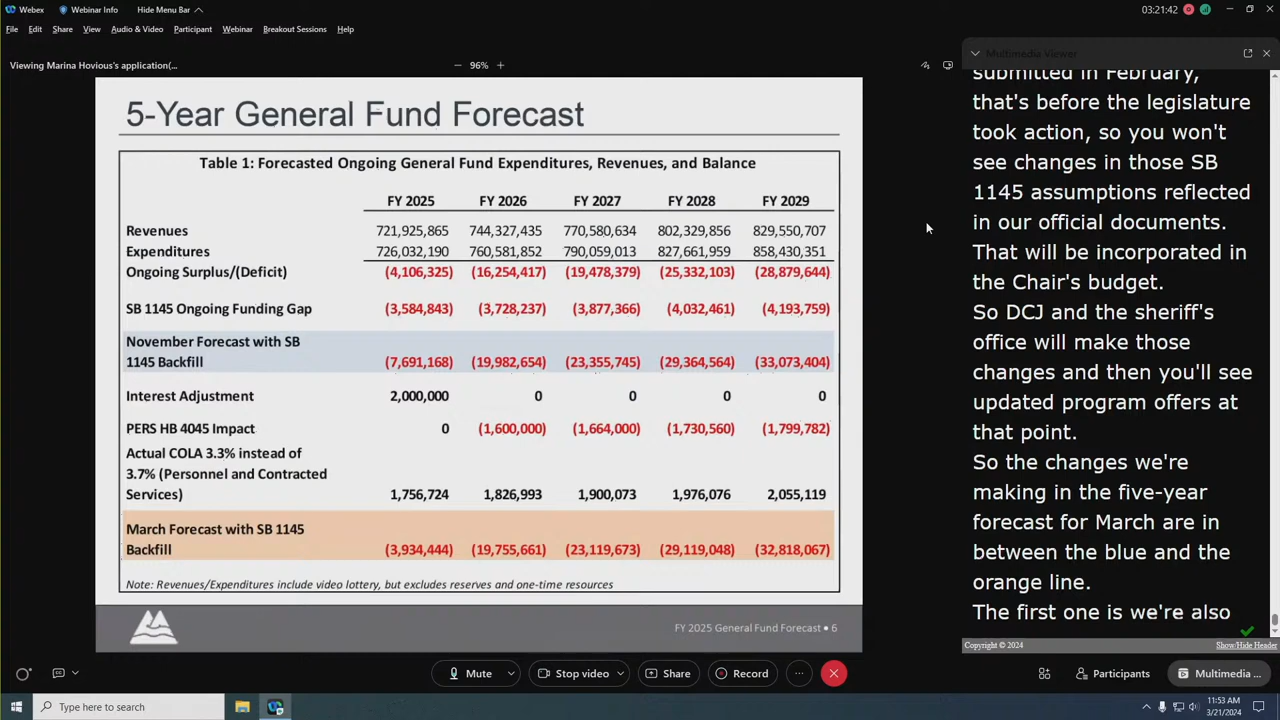 Webex Webinar Info Hide Menu Bar 03:21:42
File Edit Share View Audio & Video Participant Webinar Breakout Sessions Help
Viewing Marina Hovious's application(... 96%
5-Year General Fund Forecast
Table 1: Forecasted Ongoing General Fund Expenditures, Revenues, and Balance
FY 2025 FY 2026 FY 2027 FY 2028 FY 2029
Revenues 721,925,865 744,327,435 770,580,634 802,329,856 829,550,707
Expenditures 726,032,190 760,581,852 790,059,013 827,661,959 858,430,351
Ongoing Surplus/(Deficit) (4,106,325) (16,254,417) (19,478,379) (25,332,103) (28,879,644)
SB 1145 Ongoing Funding Gap (3,584,843) (3,728,237) (3,877,366) (4,032,461) (4,193,759)
November Forecast with SB
1145 Backfill (7,691,168) (19,982,654) (23,355,745) (29,364,564) (33,073,404)
Interest Adjustment 2,000,000 0 0 0 0
PERS HB 4045 Impact 0 (1,600,000) (1,664,000) (1,730,560) (1,799,782)
Actual COLA 3.3% instead of
3.7% (Personnel and Contracted
Services) 1,756,724 1,826,993 1,900,073 1,976,076 2,055,119
March Forecast with SB 1145
Backfill (3,934,444) (19,755,661) (23,119,673) (29,119,048) (32,818,067)
Note: Revenues/Expenditures include video lottery, but excludes reserves and one-time resources
FY 2025 General Fund Forecast • 6
Multimedia Viewer
submitted in February,
that's before the legislature
took action, so you won't
see changes in those SB
1145 assumptions reflected
in our official documents.
That will be incorporated in
the Chair's budget.
So DCJ and the sheriff's
office will make those
changes and then you'll see
updated program offers at
that point.
So the changes we're
making in the five-year
forecast for March are in
between the blue and the
orange line.
The first one is we're also
Copyright © 2024 Show/Hide Header
Mute Stop video Share Record Participants Multimedia ...
Type here to search 11:53 AM
3/21/2024